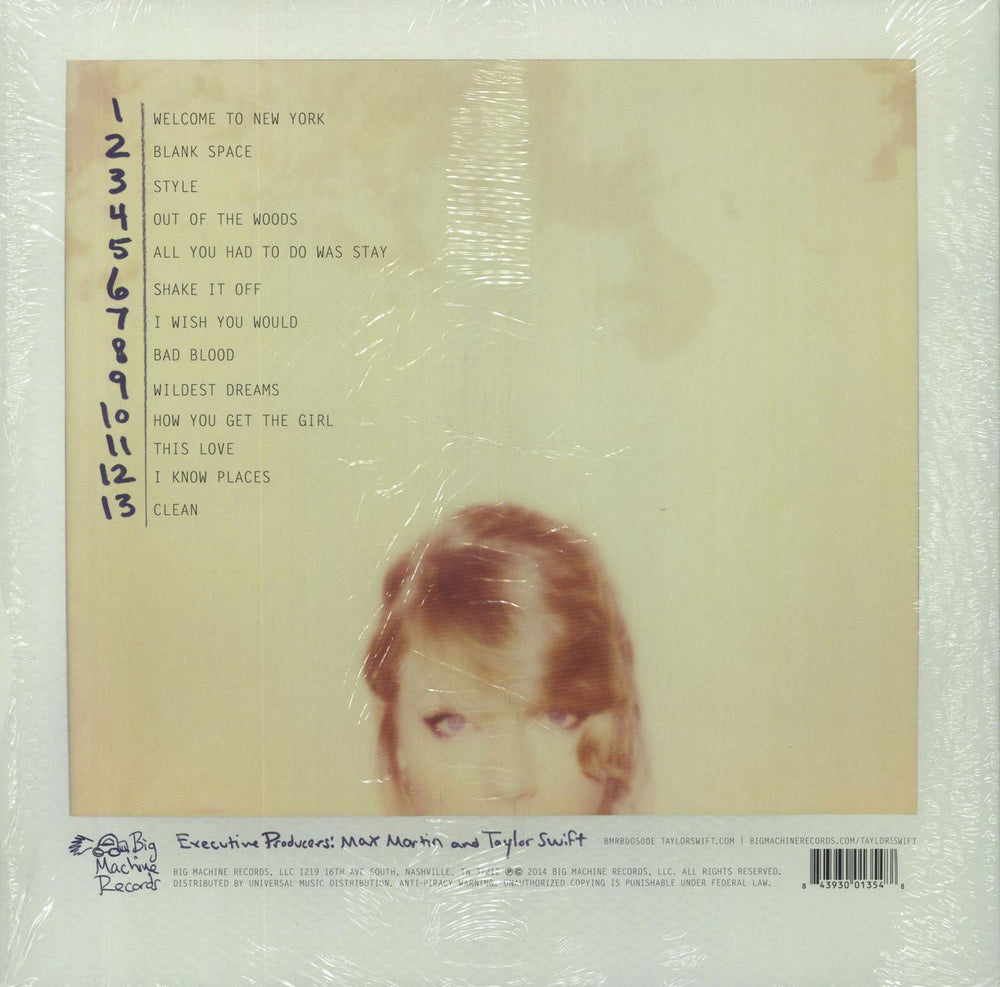 1 WELCOME TO NEW YORK
2 BLANK SPACE
3 STYLE
4 OUT OF THE WOODS
5 ALL YOU HAD TO DO WAS STAY
6 SHAKE IT OFF
7 I WISH YOU WOULD
8 BAD BLOOD
9 WILDEST DREAMS
10 HOW YOU GET THE GIRL
11 THIS LOVE
12 I KNOW PLACES
13 CLEAN
Big
Machine
Records
Executive Producers: Max Martin and Taylor Swift
BMRBD0500E TAYLORSWIFT.COM | BIGMACHINERECORDS.COM/TAYLORSSWIFT
BIG MACHINE RECORDS, LLC 1219 16TH AVE SOUTH, NASHVILLE, TN 37212 ℗© 2014 BIG MACHINE RECORDS, LLC. ALL RIGHTS RESERVED.
DISTRIBUTED BY UNIVERSAL MUSIC DISTRIBUTION. ANTI-PIRACY WARNING. UNAUTHORIZED COPYING IS PUNISHABLE UNDER FEDERAL LAW.
8 43930 01354 8